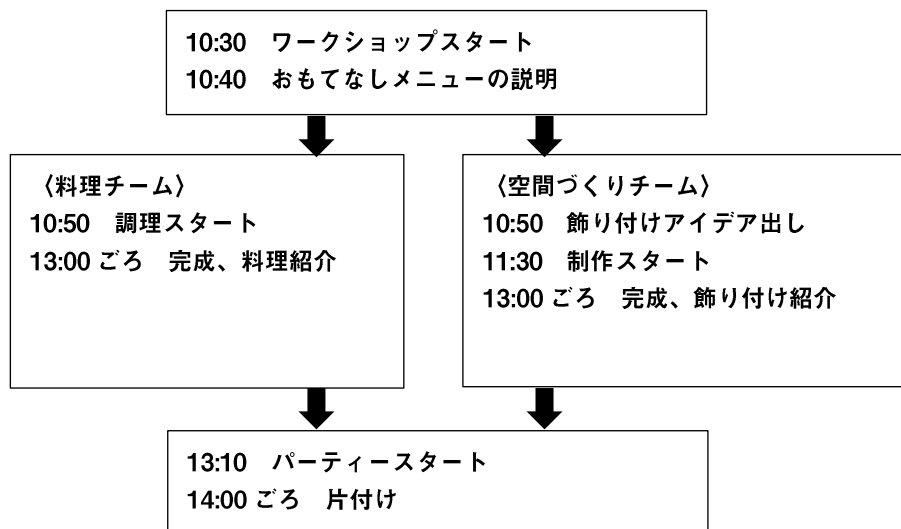 10:30　ワークショップスタート
10:40　おもてなしメニューの説明
〈料理チーム〉
10:50　調理スタート
13:00 ごろ　完成、料理紹介
〈空間づくりチーム〉
10:50　飾り付けアイデア出し
11:30　制作スタート
13:00 ごろ　完成、飾り付け紹介
13:10　パーティースタート
14:00 ごろ　片付け